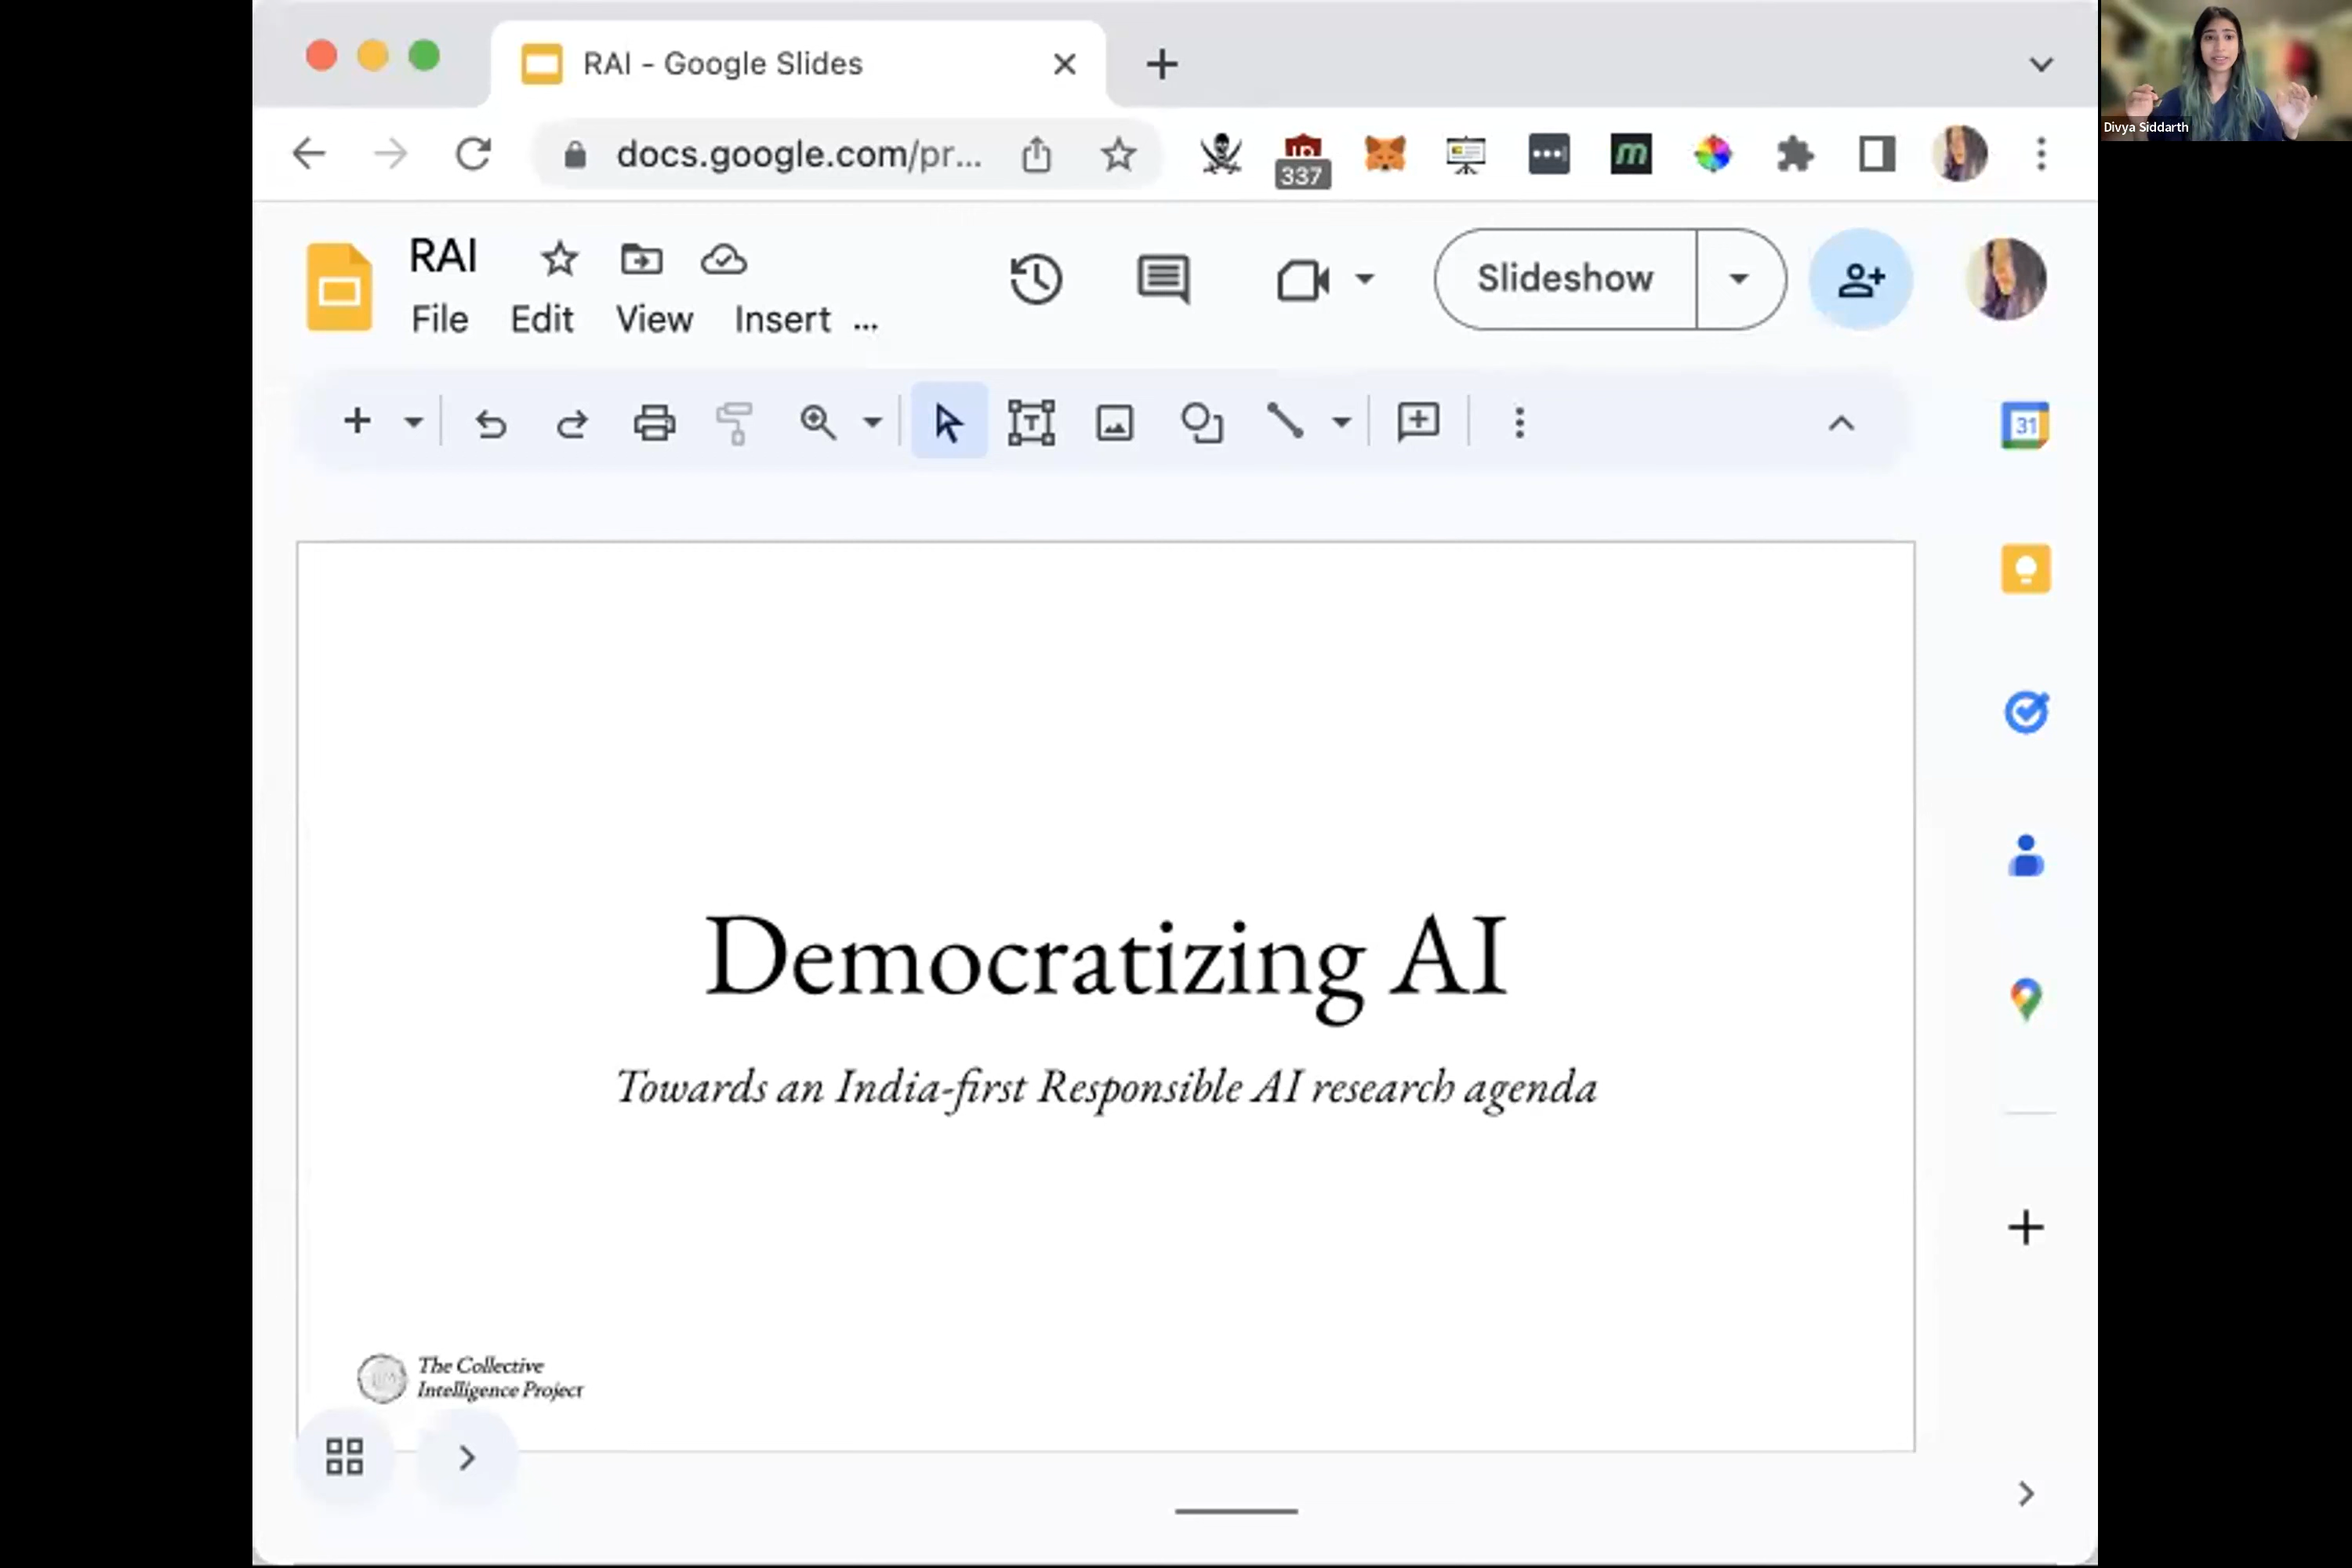 RAI - Google Slides
Divya Siddarth
docs.google.com/pr...
337
RAI
File Edit View Insert ...
Slideshow
31
Democratizing AI
Towards an India-first Responsible AI research agenda
The Collective
Intelligence Project